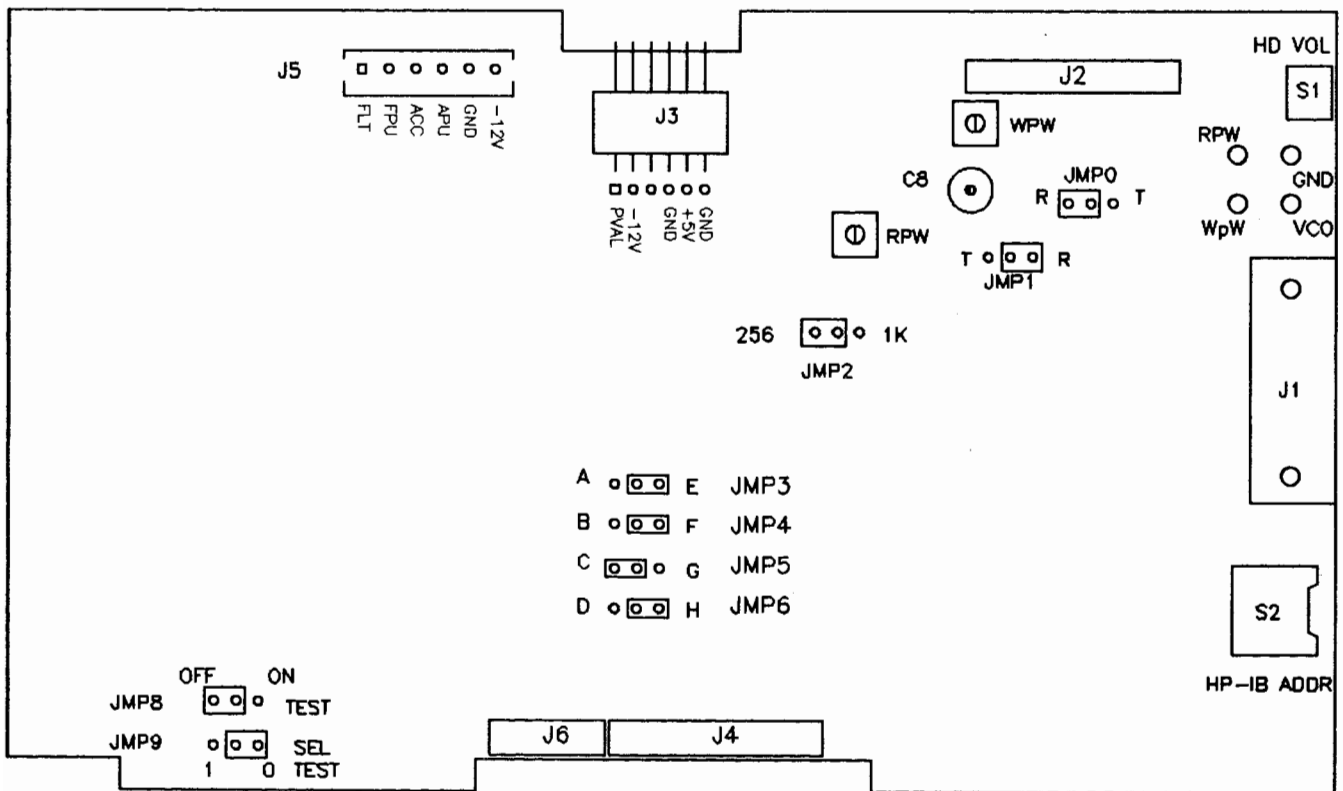 HD VOL
J5
J2
S1
FLT FPU ACC APU GND -12V
J3
WPW
RPW
GND
C8
JMP0
R T
PVAL -12V GND +5V GND
WpW VCO
RPW
T R
JMP1
256 1K
JMP2
J1
A E JMP3
B F JMP4
C G JMP5
D H JMP6
S2
HP-IB ADDR
OFF ON
JMP8 TEST
JMP9 SEL
1 0 TEST
J6 J4